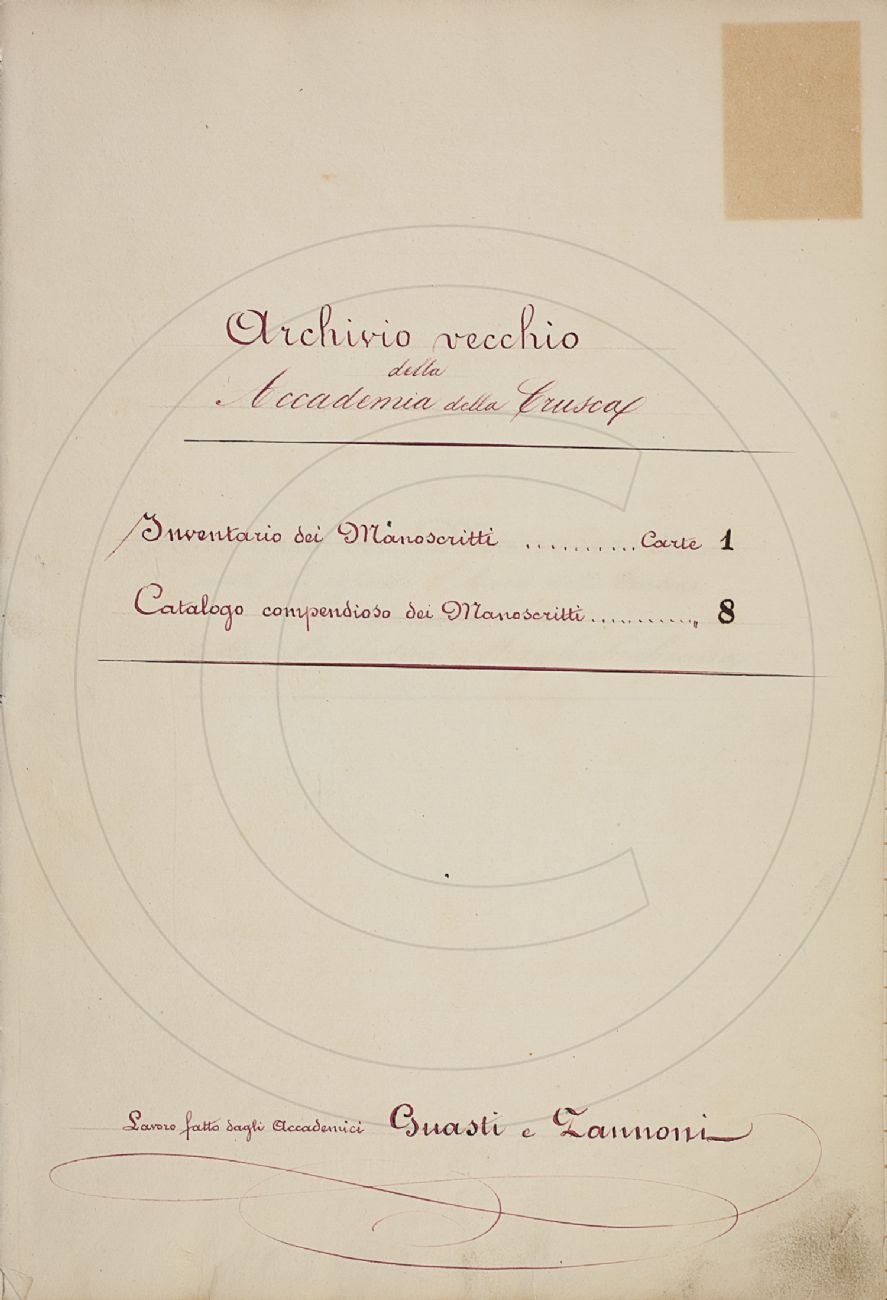 Archivio vecchio
della
Accademia della Crusca
Inventario dei Manoscritti .......... Carte 1
Catalogo compendioso dei Manoscritti ............ „ 8
Lavoro fatto dagli Accademici Guasti e Zannoni